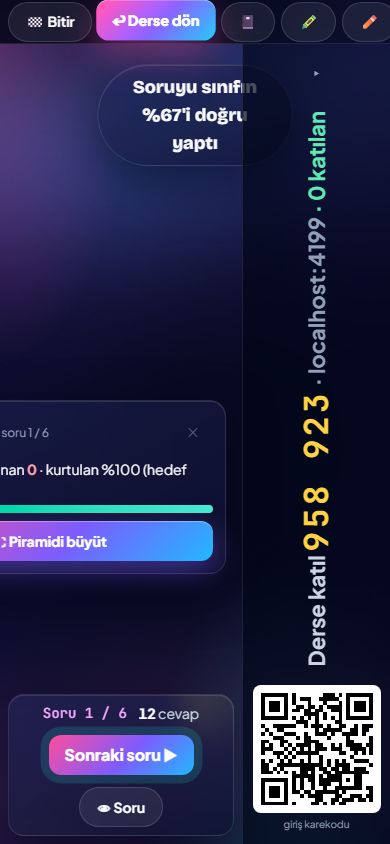 Bitir
Derse dön
Soruyu sınıfın
%67'i doğru
yaptı
Derse katıl 958 923 · localhost:4199 · 0 katılan
soru 1 / 6
nan 0 · kurtulan %100 (hedef
Piramidi büyüt
Soru 1 / 6 12 cevap
Sonraki soru
Soru
giriş karekodu